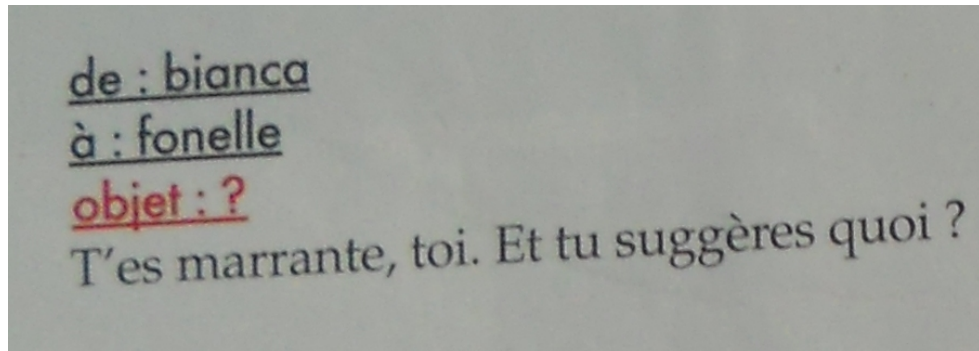 de : bianca
à : fonelle
objet : ?
T'es marrante, toi. Et tu suggères quoi ?